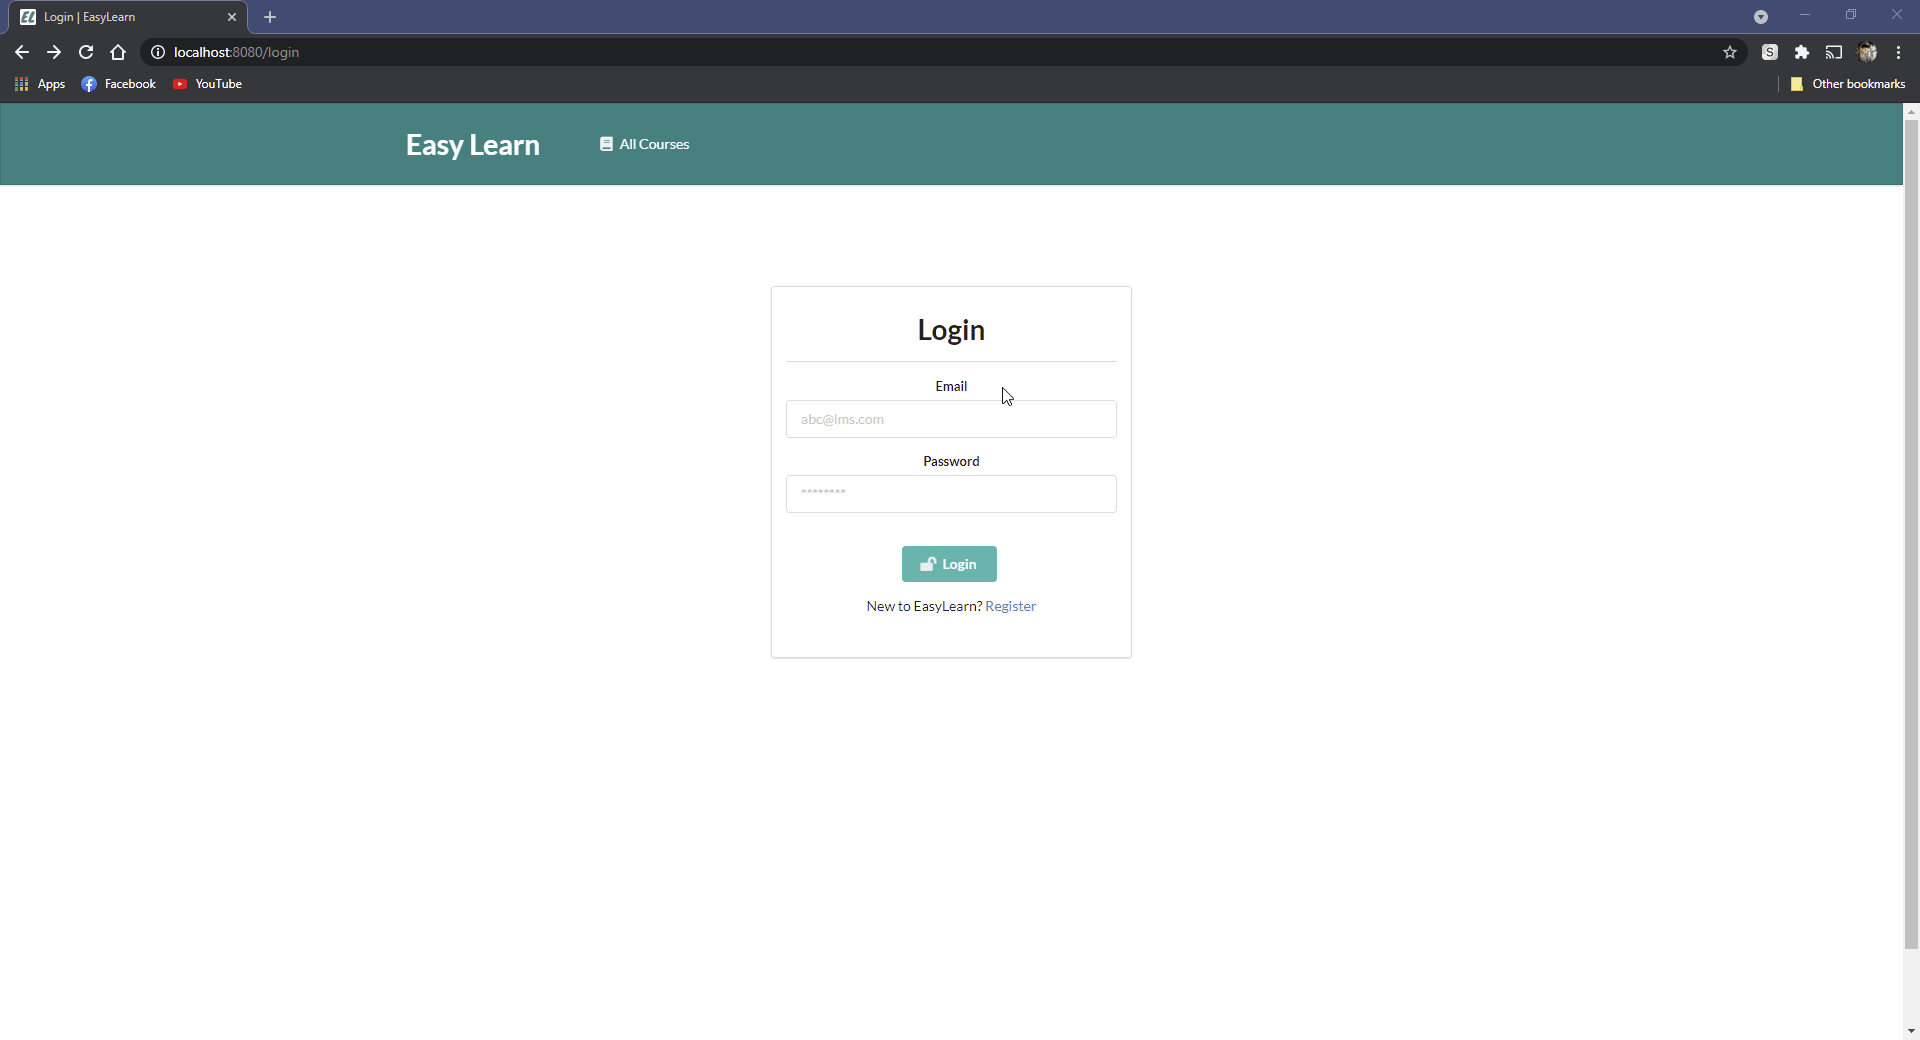 EL Login | EasyLearn
localhost:8080/login
S
Apps Facebook YouTube Other bookmarks
Easy Learn All Courses
Login
Email
abc@lms.com
Password
********
Login
New to EasyLearn? Register